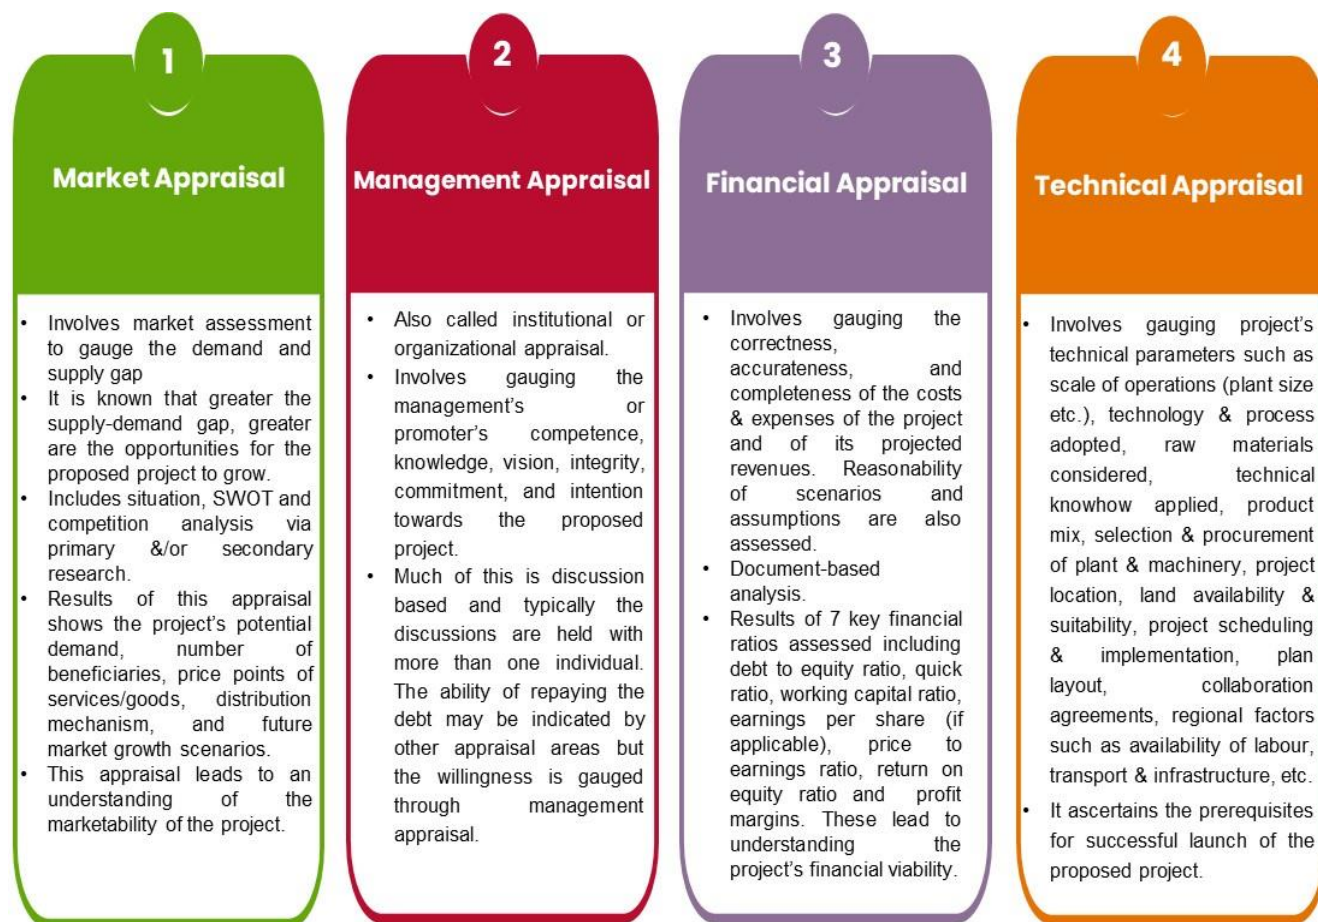 1
Market Appraisal
• Involves market assessment
to gauge the demand and
supply gap
• It is known that greater the
supply-demand gap, greater
are the opportunities for the
proposed project to grow.
• Includes situation, SWOT and
competition analysis via
primary &/or secondary
research.
• Results of this appraisal
shows the project's potential
demand, number of
beneficiaries, price points of
services/goods, distribution
mechanism, and future
market growth scenarios.
• This appraisal leads to an
understanding of the
marketability of the project.
2
Management Appraisal
• Also called institutional or
organizational appraisal.
• Involves gauging the
management's or
promoter's competence,
knowledge, vision, integrity,
commitment, and intention
towards the proposed
project.
• Much of this is discussion
based and typically the
discussions are held with
more than one individual.
The ability of repaying the
debt may be indicated by
other appraisal areas but
the willingness is gauged
through management
appraisal.
3
Financial Appraisal
• Involves gauging the
correctness,
accurateness, and
completeness of the costs
& expenses of the project
and of its projected
revenues. Reasonability
of scenarios and
assumptions are also
assessed.
• Document-based
analysis.
• Results of 7 key financial
ratios assessed including
debt to equity ratio, quick
ratio, working capital ratio,
earnings per share (if
applicable), price to
earnings ratio, return on
equity ratio and profit
margins. These lead to
understanding the
project's financial viability.
4
Technical Appraisal
• Involves gauging project's
technical parameters such as
scale of operations (plant size
etc.), technology & process
adopted, raw materials
considered, technical
knowhow applied, product
mix, selection & procurement
of plant & machinery, project
location, land availability &
suitability, project scheduling
& implementation, plan
layout, collaboration
agreements, regional factors
such as availability of labour,
transport & infrastructure, etc.
• It ascertains the prerequisites
for successful launch of the
proposed project.